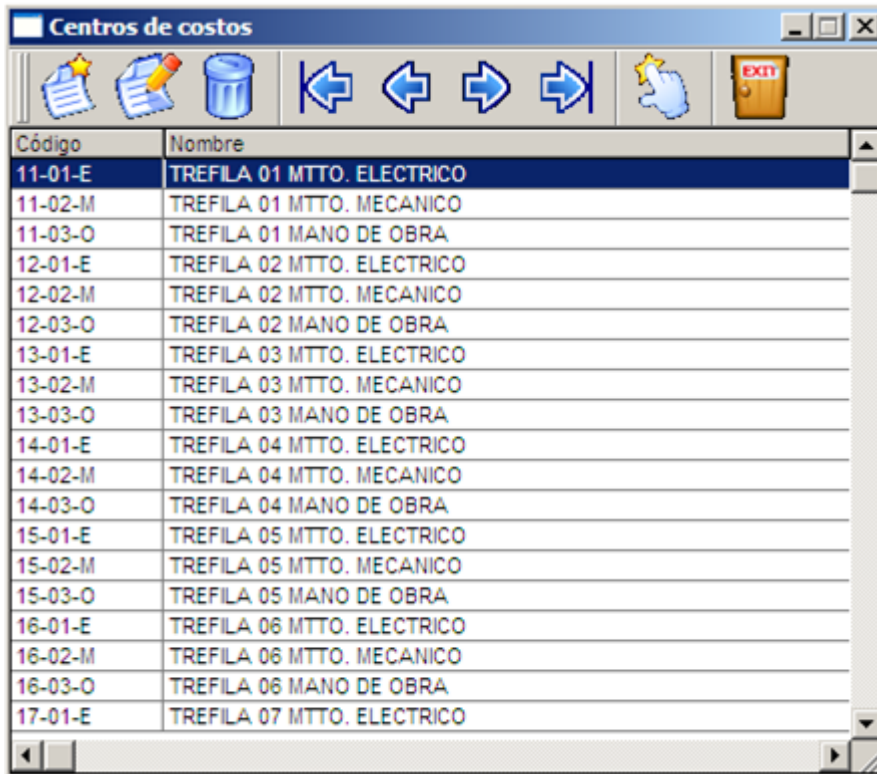 Centros de costos
EXIT
Código Nombre
11-01-E TREFILA 01 MTTO. ELECTRICO
11-02-M TREFILA 01 MTTO. MECANICO
11-03-O TREFILA 01 MANO DE OBRA
12-01-E TREFILA 02 MTTO. ELECTRICO
12-02-M TREFILA 02 MTTO. MECANICO
12-03-O TREFILA 02 MANO DE OBRA
13-01-E TREFILA 03 MTTO. ELECTRICO
13-02-M TREFILA 03 MTTO. MECANICO
13-03-O TREFILA 03 MANO DE OBRA
14-01-E TREFILA 04 MTTO. ELECTRICO
14-02-M TREFILA 04 MTTO. MECANICO
14-03-O TREFILA 04 MANO DE OBRA
15-01-E TREFILA 05 MTTO. ELECTRICO
15-02-M TREFILA 05 MTTO. MECANICO
15-03-O TREFILA 05 MANO DE OBRA
16-01-E TREFILA 06 MTTO. ELECTRICO
16-02-M TREFILA 06 MTTO. MECANICO
16-03-O TREFILA 06 MANO DE OBRA
17-01-E TREFILA 07 MTTO. ELECTRICO